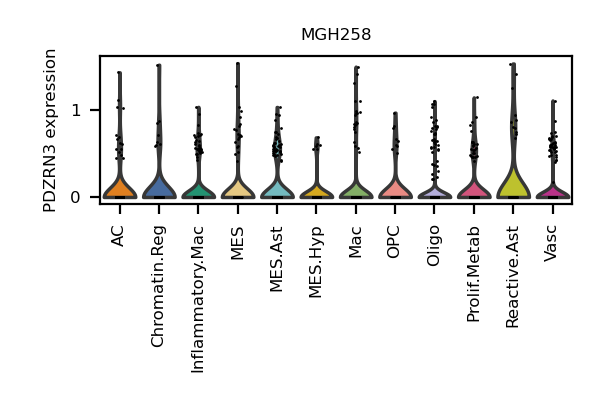 MGH258
PDZRN3 expression
1
0
AC
Chromatin.Reg
Inflammatory.Mac
MES
MES.Ast
MES.Hyp
Mac
OPC
Oligo
Prolif.Metab
Reactive.Ast
Vasc